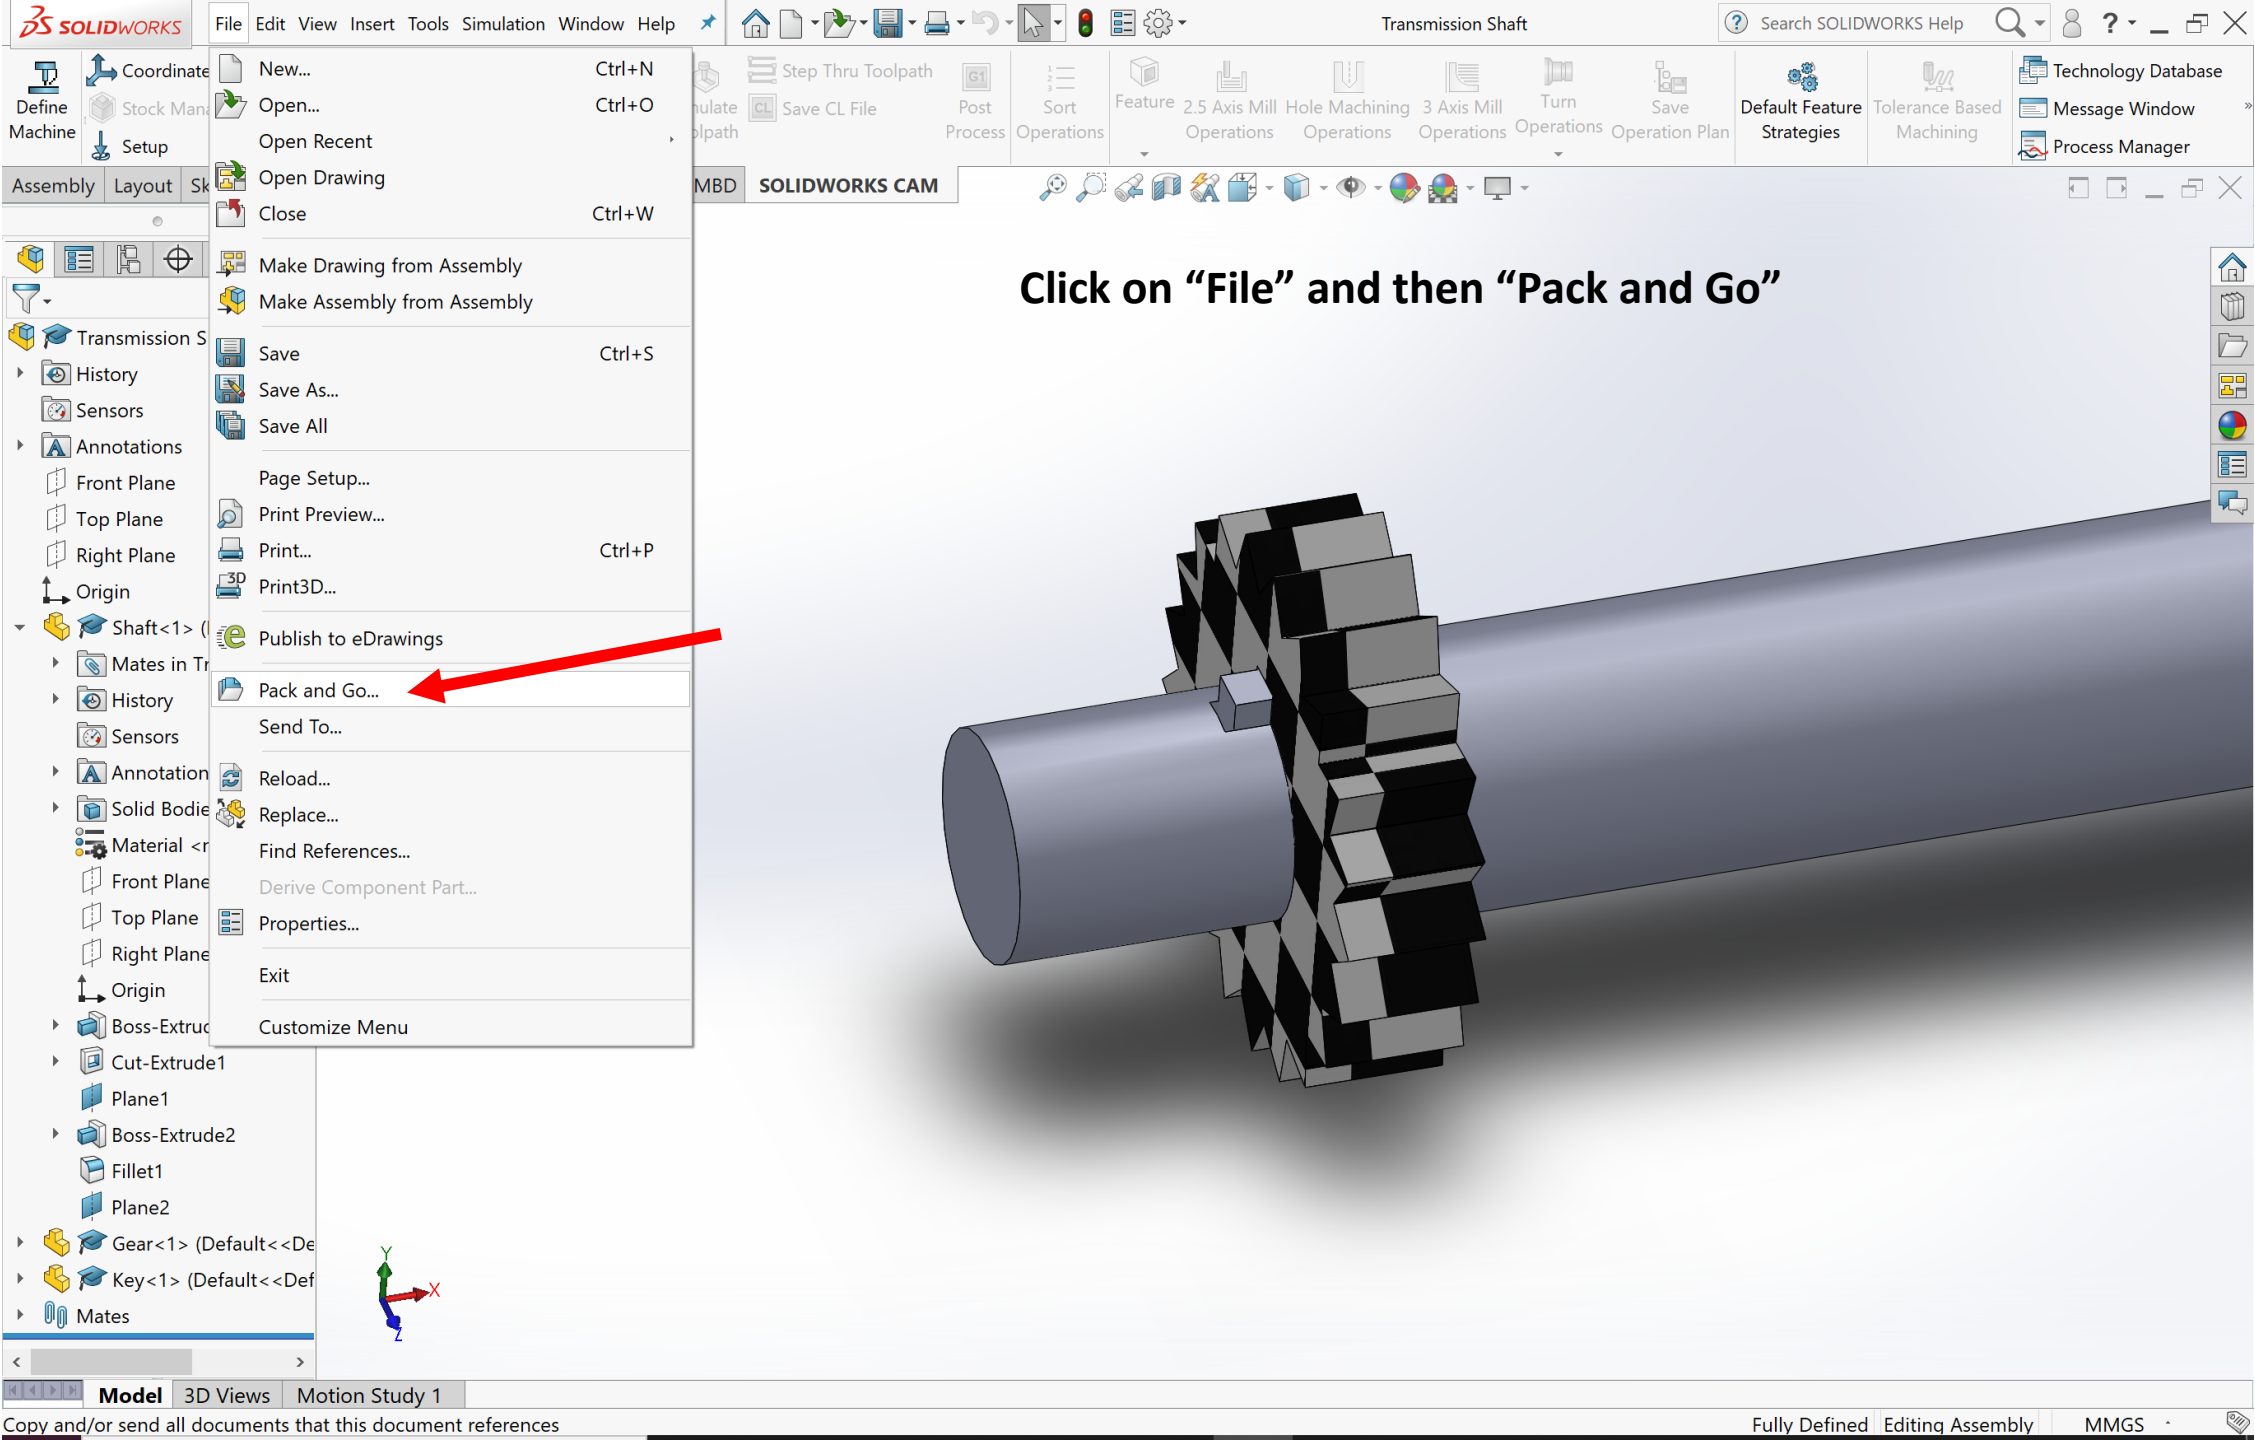 SOLIDWORKS File Edit View Insert Tools Simulation Window Help Transmission Shaft Search SOLIDWORKS Help ?
Define
Machine
Coordinate
Stock Mana
Setup
nulate
olpath
Step Thru Toolpath
CL Save CL File
G1
Post
Process
Sort
Operations
Feature
2.5 Axis Mill
Operations
Hole Machining
Operations
3 Axis Mill
Operations
Turn
Operations
Save
Operation Plan
Default Feature
Strategies
Tolerance Based
Machining
Technology Database
Message Window
Process Manager
Assembly Layout Sk MBD SOLIDWORKS CAM
New... Ctrl+N
Open... Ctrl+O
Open Recent
Open Drawing
Close Ctrl+W
Make Drawing from Assembly
Make Assembly from Assembly
Save Ctrl+S
Save As...
Save All
Page Setup...
Print Preview...
Print... Ctrl+P
3D Print3D...
Publish to eDrawings
Pack and Go...
Send To...
Reload...
Replace...
Find References...
Derive Component Part...
Properties...
Exit
Customize Menu
Click on “File” and then “Pack and Go”
Transmission S
History
Sensors
Annotations
Front Plane
Top Plane
Right Plane
Origin
Shaft<1> (
Mates in Tr
History
Sensors
Annotation
Solid Bodie
Material <r
Front Plane
Top Plane
Right Plane
Origin
Boss-Extruc
Cut-Extrude1
Plane1
Boss-Extrude2
Fillet1
Plane2
Gear<1> (Default<<De
Key<1> (Default<<Def
Mates
Y
X
Z
Model 3D Views Motion Study 1
Copy and/or send all documents that this document references Fully Defined Editing Assembly MMGS